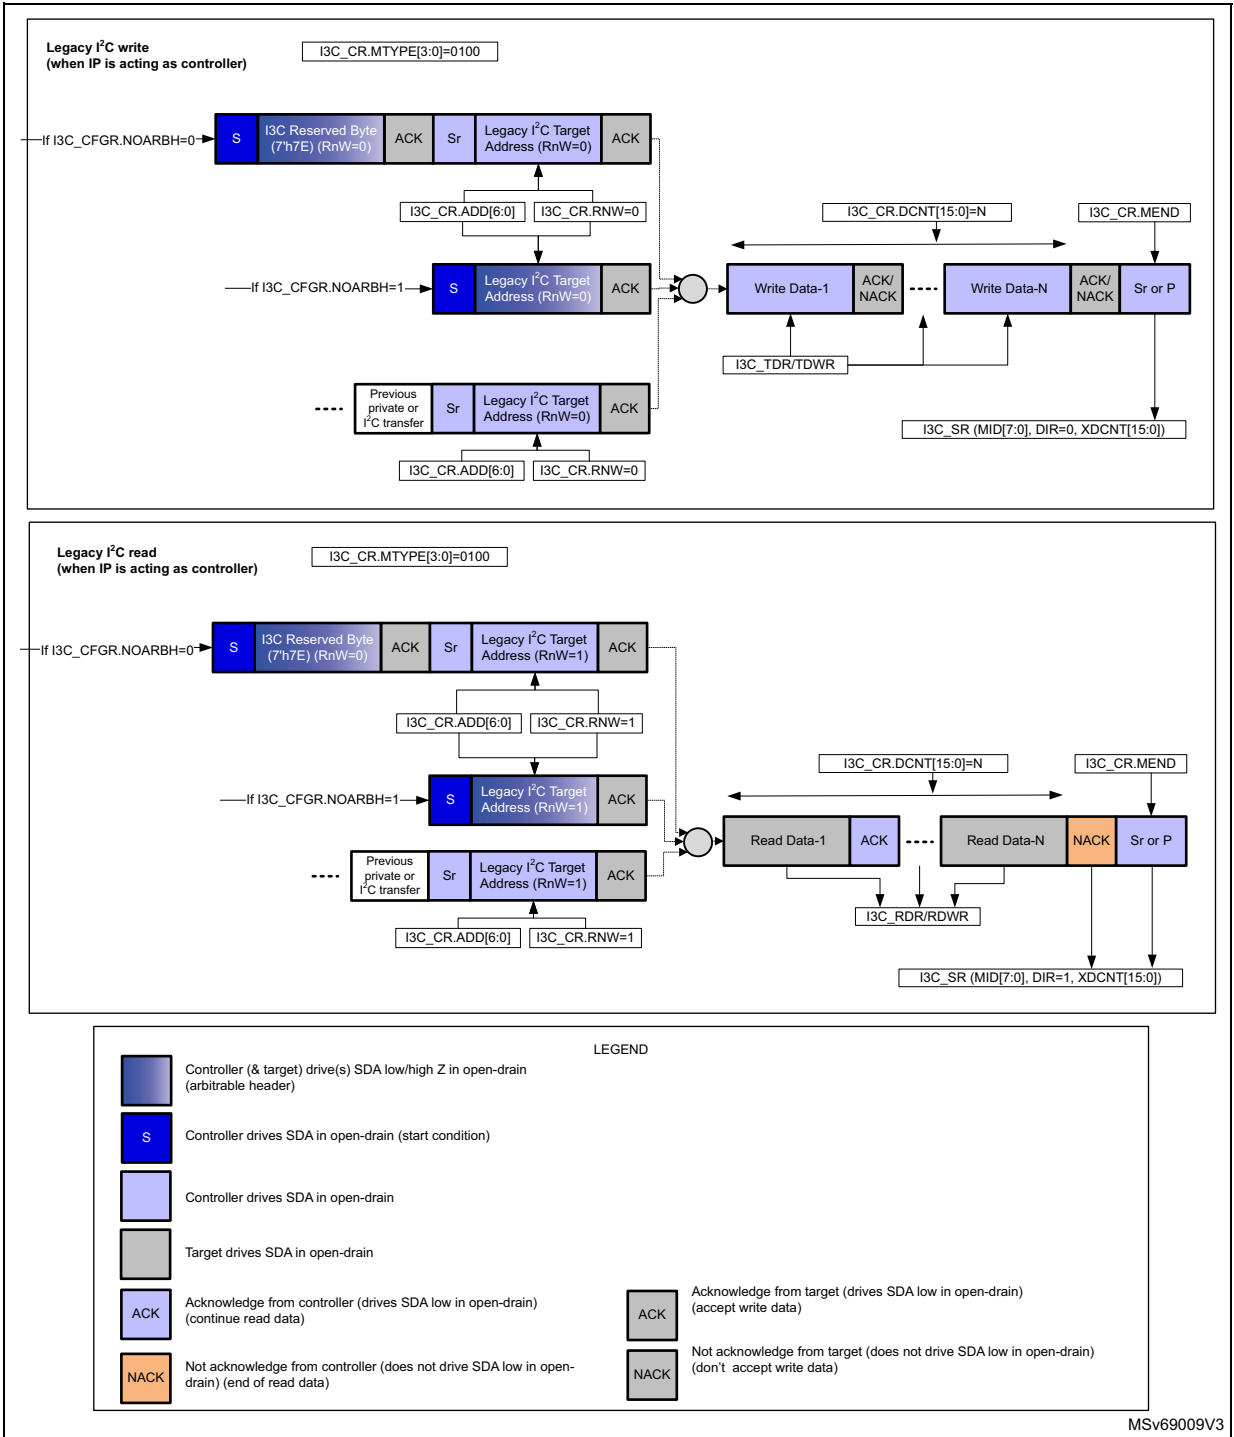 Legacy I²C write
(when IP is acting as controller)
I3C_CR.MTYPE[3:0]=0100
If I3C_CFGR.NOARBH=0
S
I3C Reserved Byte
(7'h7E) (RnW=0)
ACK
Sr
Legacy I²C Target
Address (RnW=0)
ACK
I3C_CR.ADD[6:0]
I3C_CR.RNW=0
I3C_CR.DCNT[15:0]=N
I3C_CR.MEND
If I3C_CFGR.NOARBH=1
S
Legacy I²C Target
Address (RnW=0)
ACK
Write Data-1
ACK/
NACK
Write Data-N
ACK/
NACK
Sr or P
I3C_TDR/TDWR
Previous
private or
I²C transfer
Sr
Legacy I²C Target
Address (RnW=0)
ACK
I3C_SR (MID[7:0], DIR=0, XDCNT[15:0])
I3C_CR.ADD[6:0]
I3C_CR.RNW=0
Legacy I²C read
(when IP is acting as controller)
I3C_CR.MTYPE[3:0]=0100
If I3C_CFGR.NOARBH=0
S
I3C Reserved Byte
(7'h7E) (RnW=0)
ACK
Sr
Legacy I²C Target
Address (RnW=1)
ACK
I3C_CR.ADD[6:0]
I3C_CR.RNW=1
I3C_CR.DCNT[15:0]=N
I3C_CR.MEND
If I3C_CFGR.NOARBH=1
S
Legacy I²C Target
Address (RnW=1)
ACK
Read Data-1
ACK
Read Data-N
NACK
Sr or P
Previous
private or
I²C transfer
Sr
Legacy I²C Target
Address (RnW=1)
ACK
I3C_RDR/RDWR
I3C_CR.ADD[6:0]
I3C_CR.RNW=1
I3C_SR (MID[7:0], DIR=1, XDCNT[15:0])
LEGEND
Controller (& target) drive(s) SDA low/high Z in open-drain
(arbitrable header)
S
Controller drives SDA in open-drain (start condition)
Controller drives SDA in open-drain
Target drives SDA in open-drain
ACK
Acknowledge from controller (drives SDA low in open-drain)
(continue read data)
ACK
Acknowledge from target (drives SDA low in open-drain)
(accept write data)
NACK
Not acknowledge from controller (does not drive SDA low in open-
drain) (end of read data)
NACK
Not acknowledge from target (does not drive SDA low in open-drain)
(don't accept write data)
MSv69009V3